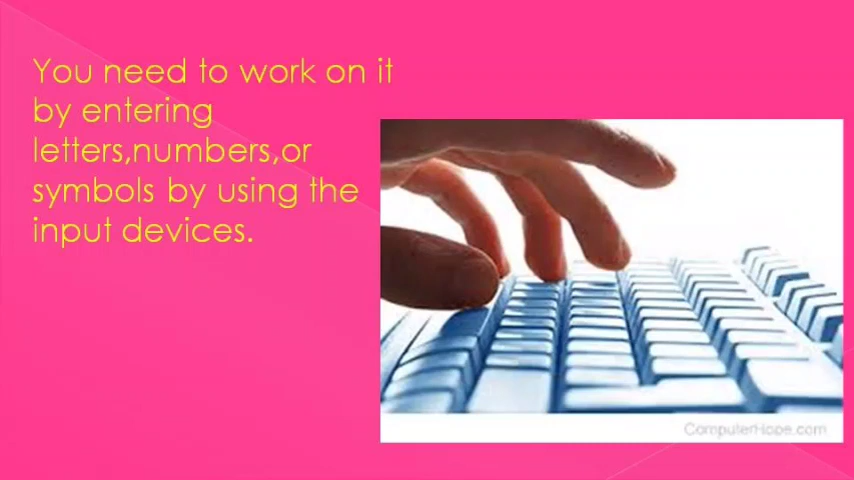 You need to work on it
by entering
letters,numbers,or
symbols by using the
input devices.
ComputerHope.com